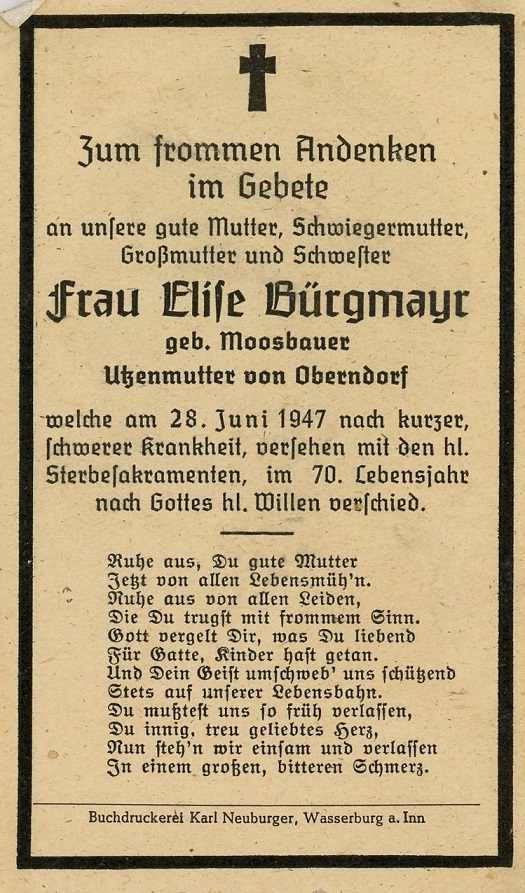 Zum frommen Andenken
im Gebete
an unsere gute Mutter, Schwiegermutter,
Großmutter und Schwester
Frau Elise Bürgmayr
geb. Moosbauer
Utzenmutter von Oberndorf
welche am 28. Juni 1947 nach kurzer,
schwerer Krankheit, versehen mit den hl.
Sterbesakramenten, im 70. Lebensjahr
nach Gottes hl. Willen verschied.
Ruhe aus, Du gute Mutter
Jetzt von allen Lebensmüh'n.
Ruhe aus von allen Leiden,
Die Du trugst mit frommem Sinn.
Gott vergelt Dir, was Du liebend
Für Gatte, Kinder hast getan.
Und Dein Geist umschweb' uns schützend
Stets auf unserer Lebensbahn.
Du mußtest uns so früh verlassen,
Du innig, treu geliebtes Herz,
Nun steh'n wir einsam und verlassen
In einem großen, bitteren Schmerz.
Buchdruckerei Karl Neuburger, Wasserburg a. Inn